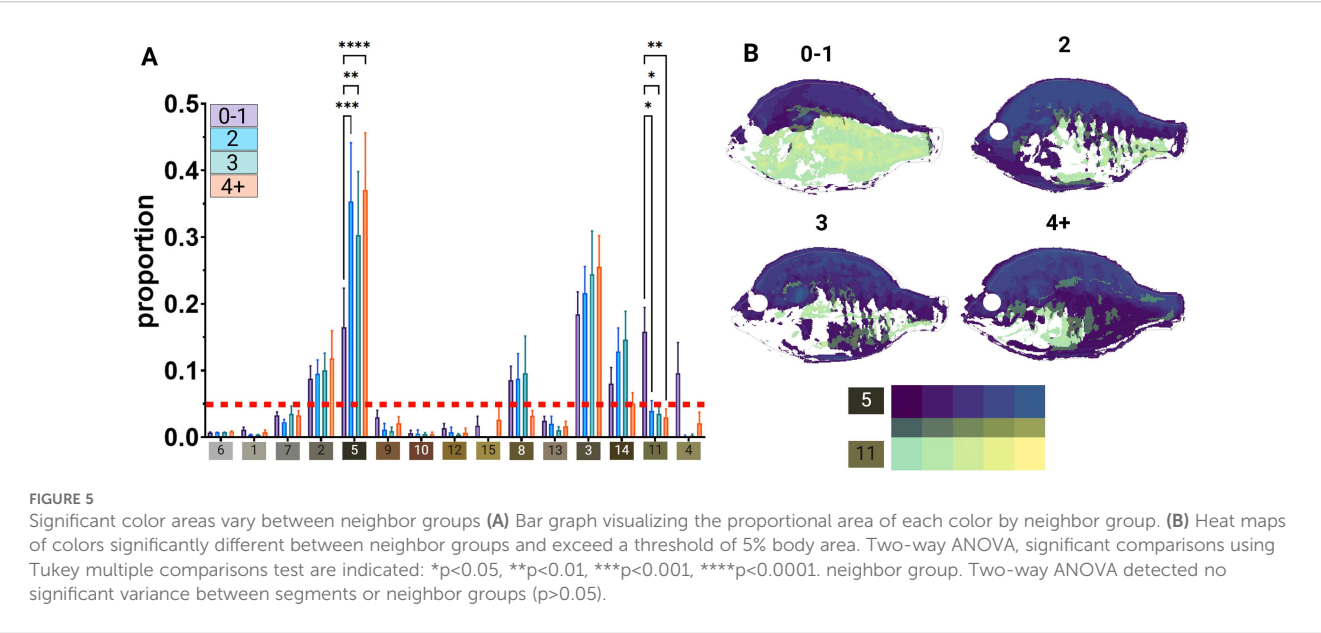 A
****
**
***
**
*
*
0.5
0.4
0.3
0.2
0.1
0.0
proportion
0-1
2
3
4+
6 1 7 2 5 9 10 12 15 8 13 3 14 11 4
B
0-1
2
3
4+
5
11
FIGURE 5
Significant color areas vary between neighbor groups (A) Bar graph visualizing the proportional area of each color by neighbor group. (B) Heat maps
of colors significantly different between neighbor groups and exceed a threshold of 5% body area. Two-way ANOVA, significant comparisons using
Tukey multiple comparisons test are indicated: *p<0.05, **p<0.01, ***p<0.001, ****p<0.0001. neighbor group. Two-way ANOVA detected no
significant variance between segments or neighbor groups (p>0.05).